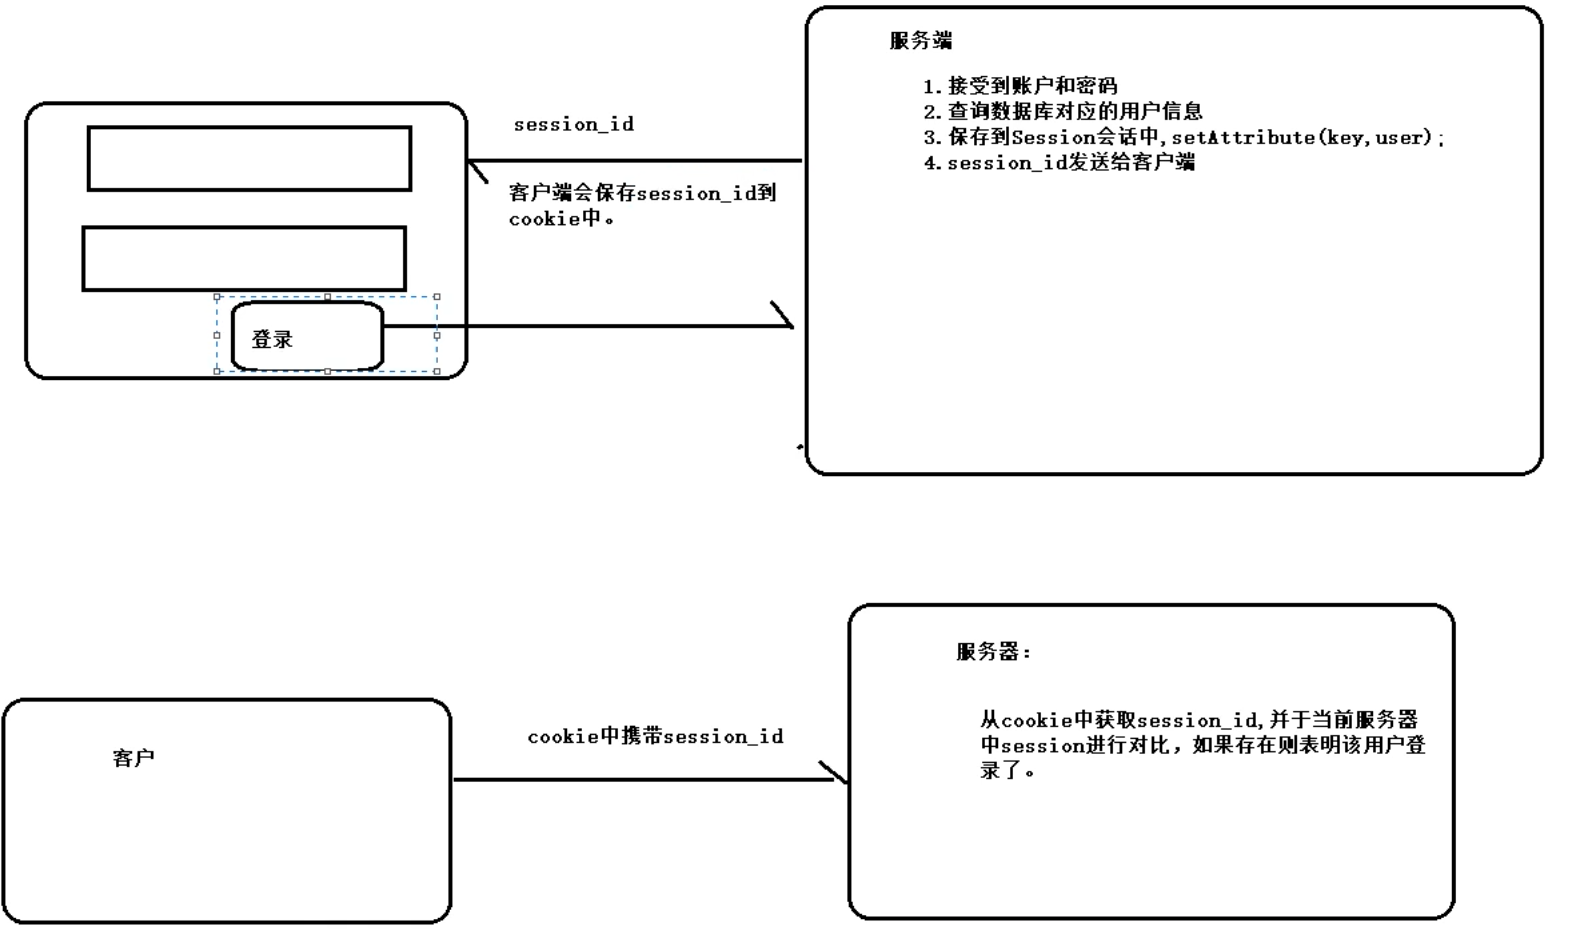 服务端
1.接受到账户和密码
2.查询数据库对应的用户信息
3.保存到Session会话中,setAttribute(key,user);
4.session_id发送给客户端
session_id
客户端会保存session_id到
cookie中。
登录
服务器:
从cookie中获取session_id,并于当前服务器
中session进行对比，如果存在则表明该用户登
录了。
cookie中携带session_id
客户